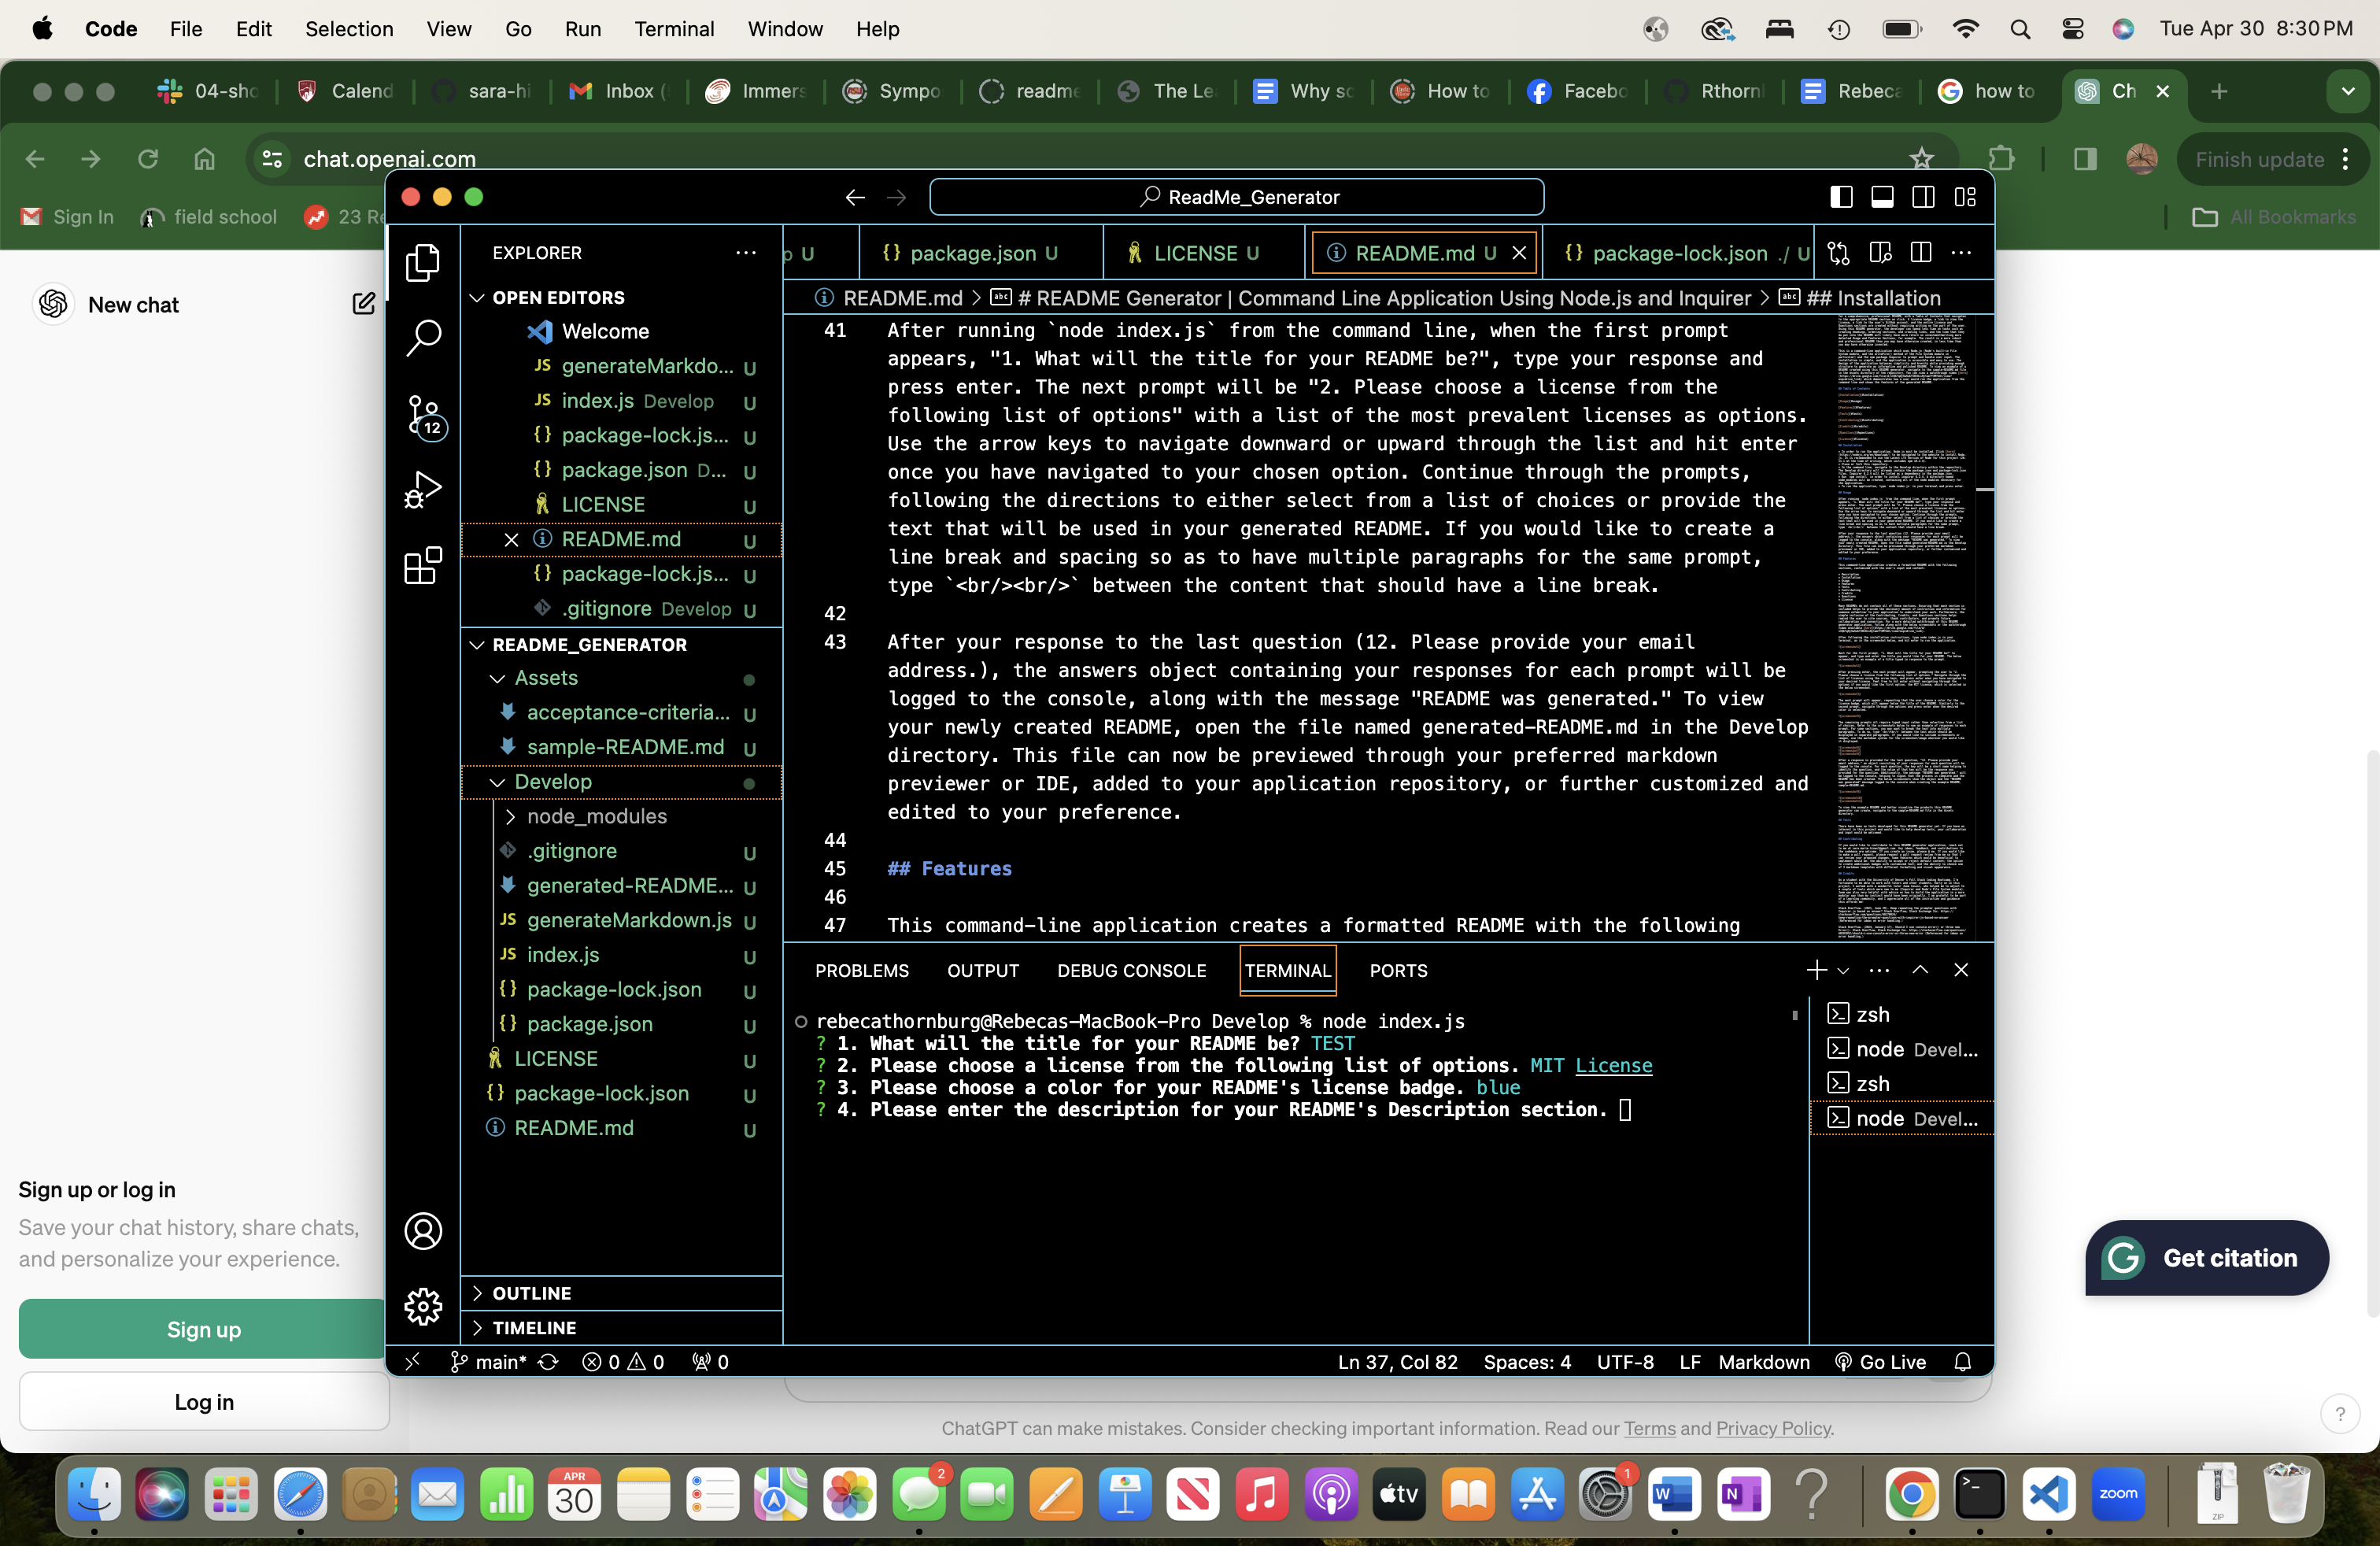 Code File Edit Selection View Go Run Terminal Window Help Tue Apr 30 8:30 PM
04-sho Calend sara-hi Inbox ( Immers Sympo readme The Le Why so How to Facebo Rthorn Rebeca how to Ch
chat.openai.com Finish update
Sign In field school 23 Re All Bookmarks
New chat
Sign up or log in
Save your chat history, share chats,
and personalize your experience.
Sign up
Log in
ReadMe_Generator
EXPLORER
OPEN EDITORS
Welcome
JS generateMarkdo... U
JS index.js Develop U
{} package-lock.js... U
{} package.json D... U
LICENSE U
README.md U
{} package-lock.js... U
.gitignore Develop U
README_GENERATOR
Assets
acceptance-criteria... U
sample-README.md U
Develop
node_modules
.gitignore U
generated-README... U
JS generateMarkdown.js U
JS index.js U
{} package-lock.json U
{} package.json U
LICENSE U
{} package-lock.json U
README.md U
OUTLINE
TIMELINE
12
p U {} package.json U LICENSE U README.md U {} package-lock.json ./ U
README.md > # README Generator | Command Line Application Using Node.js and Inquirer > ## Installation
41 After running `node index.js` from the command line, when the first prompt
appears, "1. What will the title for your README be?", type your response and
press enter. The next prompt will be "2. Please choose a license from the
following list of options" with a list of the most prevalent licenses as options.
Use the arrow keys to navigate downward or upward through the list and hit enter
once you have navigated to your chosen option. Continue through the prompts,
following the directions to either select from a list of choices or provide the
text that will be used in your generated README. If you would like to create a
line break and spacing so as to have multiple paragraphs for the same prompt,
type `<br/><br/>` between the content that should have a line break.
42
43 After your response to the last question (12. Please provide your email
address.), the answers object containing your responses for each prompt will be
logged to the console, along with the message "README was generated." To view
your newly created README, open the file named generated-README.md in the Develop
directory. This file can now be previewed through your preferred markdown
previewer or IDE, added to your application repository, or further customized and
edited to your preference.
44
45 ## Features
46
47 This command-line application creates a formatted README with the following
PROBLEMS OUTPUT DEBUG CONSOLE TERMINAL PORTS
rebecathornburg@Rebecas-MacBook-Pro Develop % node index.js
? 1. What will the title for your README be? TEST
? 2. Please choose a license from the following list of options. MIT License
? 3. Please choose a color for your README's license badge. blue
? 4. Please enter the description for your README's Description section.
zsh
node Devel...
zsh
node Devel...
main* 0 0 0 Ln 37, Col 82 Spaces: 4 UTF-8 LF Markdown Go Live
Get citation
ChatGPT can make mistakes. Consider checking important information. Read our Terms and Privacy Policy.
?
APR
30
2
tv
1
W
N
zoom
ZIP